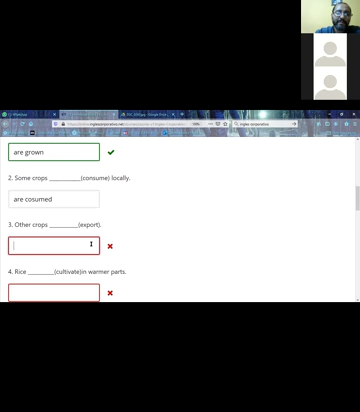 are grown
2. Some crops __________(consume) locally.
are cosumed
3. Other crops _________(export).
4. Rice ________(cultivate)in warmer parts.